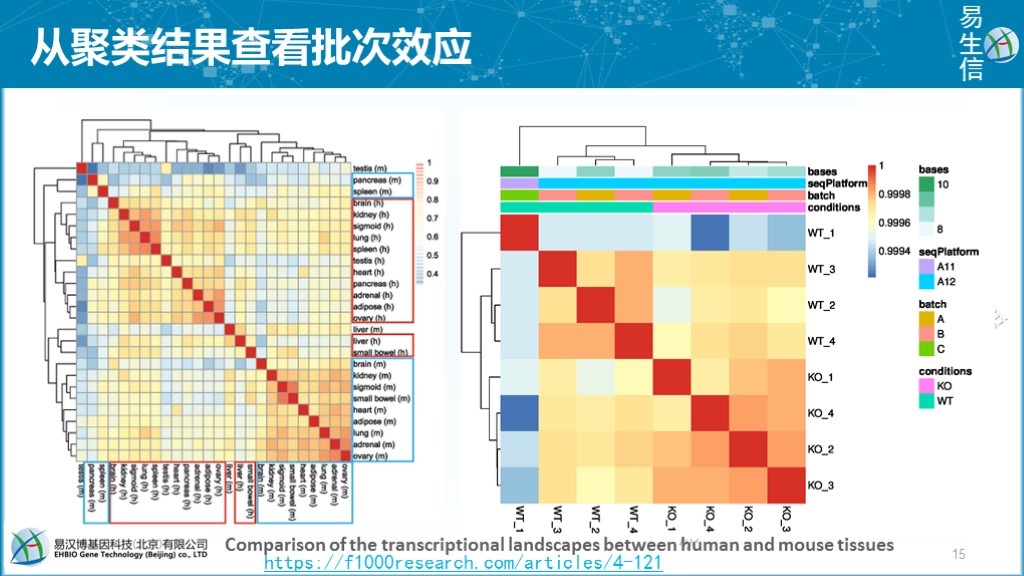 从聚类结果查看批次效应
易
生
信
testis (m)
pancreas (m)
spleen (m)
brain (h)
kidney (h)
sigmoid (h)
lung (h)
spleen (h)
testis (h)
heart (h)
pancreas (h)
adrenal (h)
adipose (h)
ovary (h)
liver (m)
liver (h)
small bowel (h)
brain (m)
kidney (m)
sigmoid (m)
small bowel (m)
heart (m)
adipose (m)
lung (m)
adrenal (m)
ovary (m)
1
0.9
0.8
0.7
0.6
0.5
0.4
testis (m)
pancreas (m)
spleen (m)
brain (h)
kidney (h)
sigmoid (h)
lung (h)
spleen (h)
testis (h)
heart (h)
pancreas (h)
adrenal (h)
adipose (h)
ovary (h)
liver (m)
liver (h)
small bowel (h)
brain (m)
kidney (m)
sigmoid (m)
small bowel (m)
heart (m)
adipose (m)
lung (m)
adrenal (m)
ovary (m)
bases
seqPlatform
batch
conditions
WT_1
WT_3
WT_2
WT_4
KO_1
KO_4
KO_2
KO_3
WT_1
WT_3
WT_2
WT_4
KO_1
KO_4
KO_2
KO_3
1
0.9998
0.9996
0.9994
bases
10
8
seqPlatform
A11
A12
batch
A
B
C
conditions
KO
WT
易汉博基因科技(北京)有限公司
EHBIO Gene Technology (Beijing) co., LTD
Comparison of the transcriptional landscapes between human and mouse tissues
https://f1000research.com/articles/4-121
15